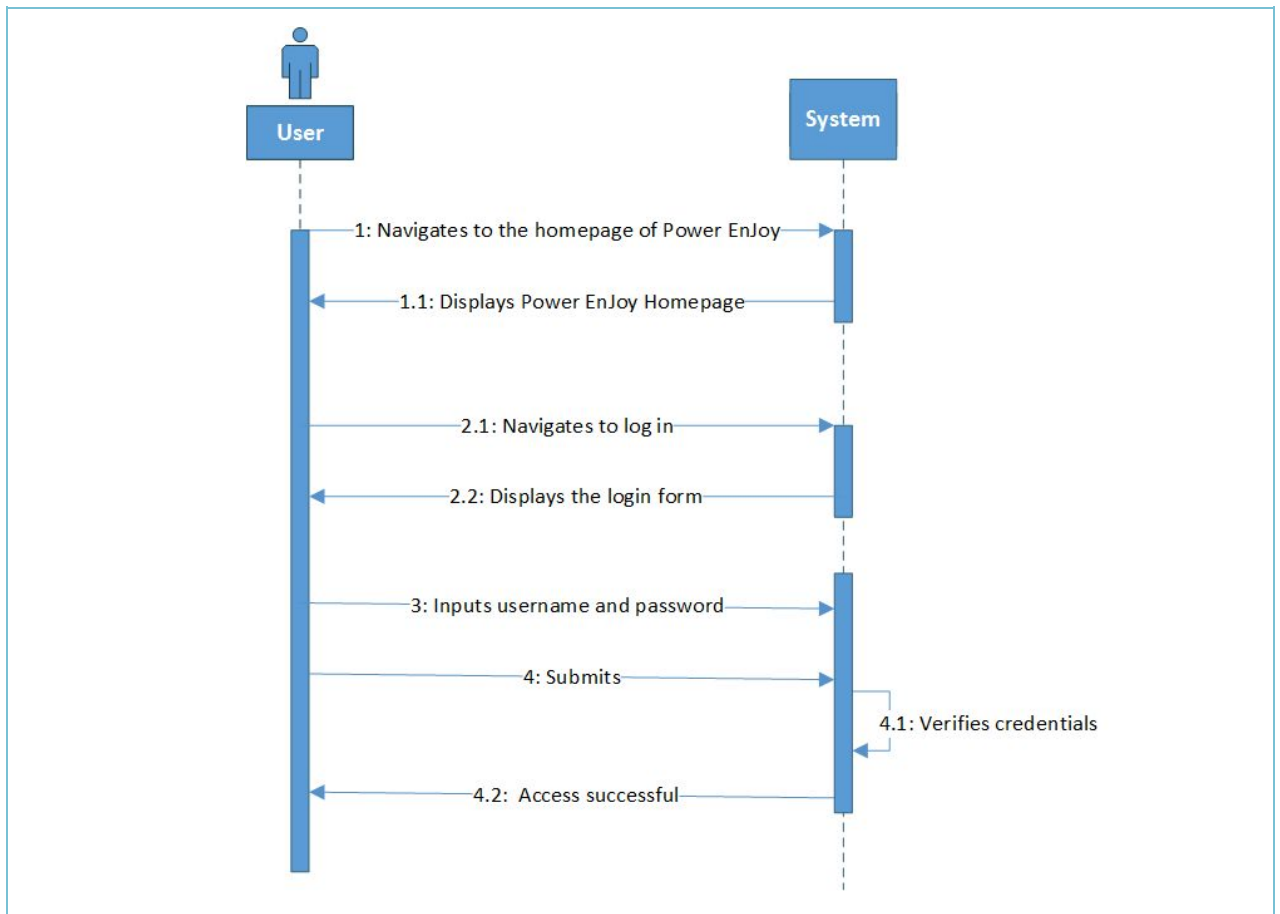 User
System
1: Navigates to the homepage of Power EnJoy
1.1: Displays Power EnJoy Homepage
2.1: Navigates to log in
2.2: Displays the login form
3: Inputs username and password
4: Submits
4.1: Verifies credentials
4.2: Access successful